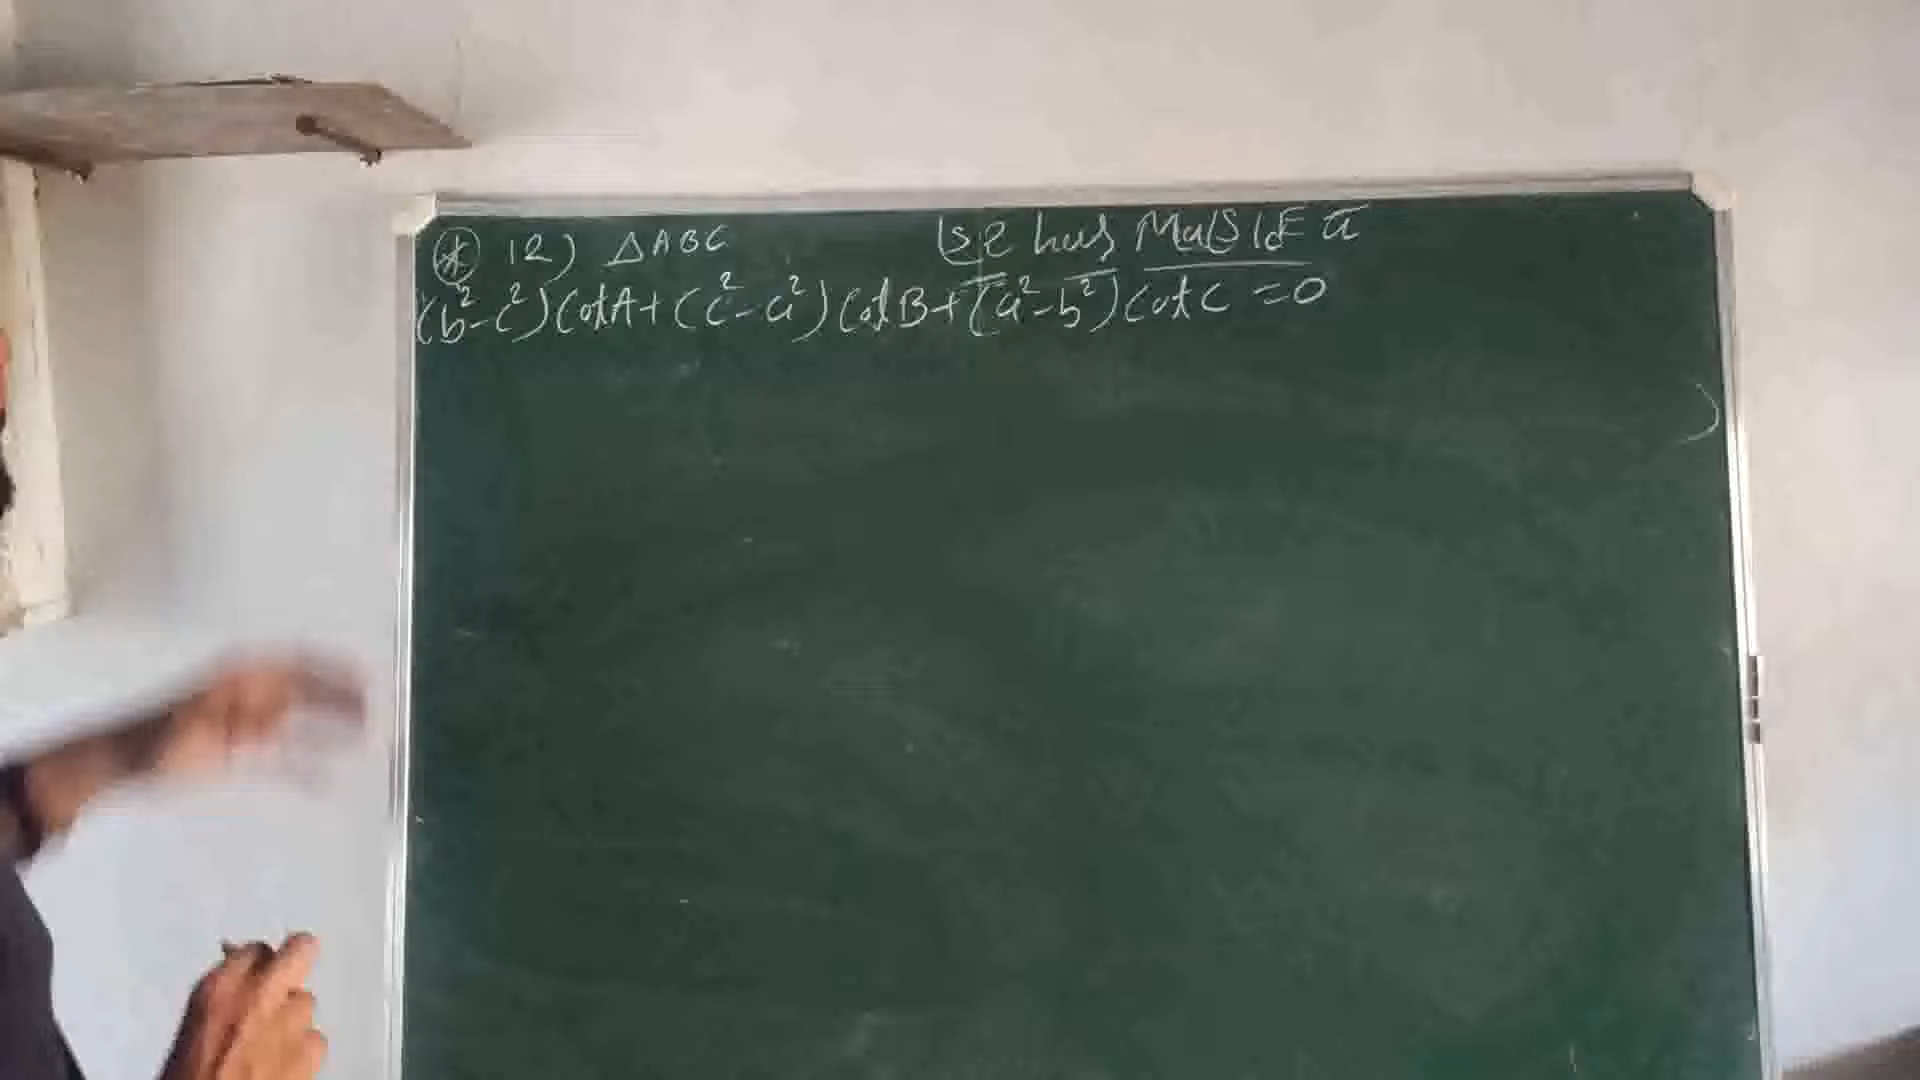 * 12) ΔABC
(b²-c²)CotA+(c²-a²)CotB+(a²-b²)CotC=0